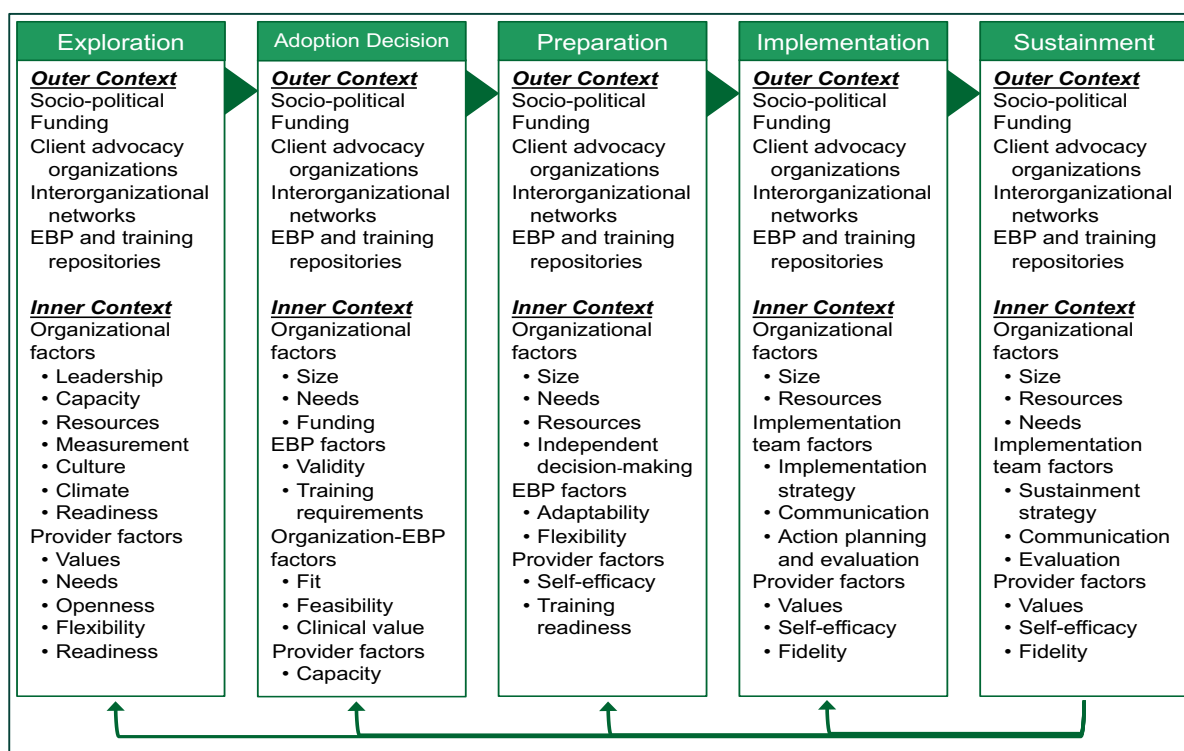 Exploration
Outer Context
Socio-political
Funding
Client advocacy
organizations
Interorganizational
networks
EBP and training
repositories
Inner Context
Organizational
factors
• Leadership
• Capacity
• Resources
• Measurement
• Culture
• Climate
• Readiness
Provider factors
• Values
• Needs
• Openness
• Flexibility
• Readiness
Adoption Decision
Outer Context
Socio-political
Funding
Client advocacy
organizations
Interorganizational
networks
EBP and training
repositories
Inner Context
Organizational
factors
• Size
• Needs
• Funding
EBP factors
• Validity
• Training
requirements
Organization-EBP
factors
• Fit
• Feasibility
• Clinical value
Provider factors
• Capacity
Preparation
Outer Context
Socio-political
Funding
Client advocacy
organizations
Interorganizational
networks
EBP and training
repositories
Inner Context
Organizational
factors
• Size
• Needs
• Resources
• Independent
decision-making
EBP factors
• Adaptability
• Flexibility
Provider factors
• Self-efficacy
• Training
readiness
Implementation
Outer Context
Socio-political
Funding
Client advocacy
organizations
Interorganizational
networks
EBP and training
repositories
Inner Context
Organizational
factors
• Size
• Resources
Implementation
team factors
• Implementation
strategy
• Communication
• Action planning
and evaluation
Provider factors
• Values
• Self-efficacy
• Fidelity
Sustainment
Outer Context
Socio-political
Funding
Client advocacy
organizations
Interorganizational
networks
EBP and training
repositories
Inner Context
Organizational
factors
• Size
• Resources
• Needs
Implementation
team factors
• Sustainment
strategy
• Communication
• Evaluation
Provider factors
• Values
• Self-efficacy
• Fidelity